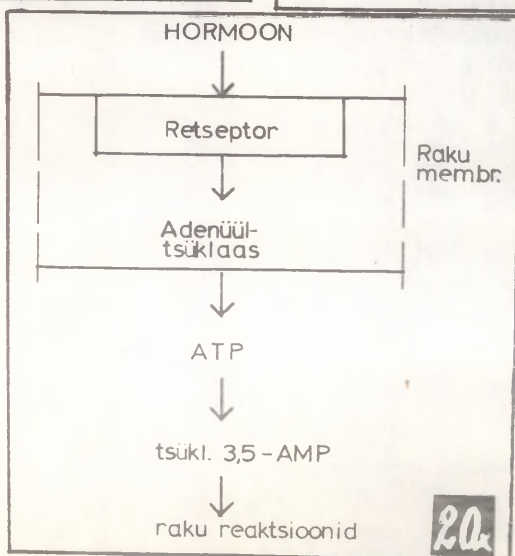 HORMOON
Retseptor
Raku
membr.
Adenüül-
tsüklaas
ATP
tsükl. 3,5-AMP
raku reaktsioonid
20